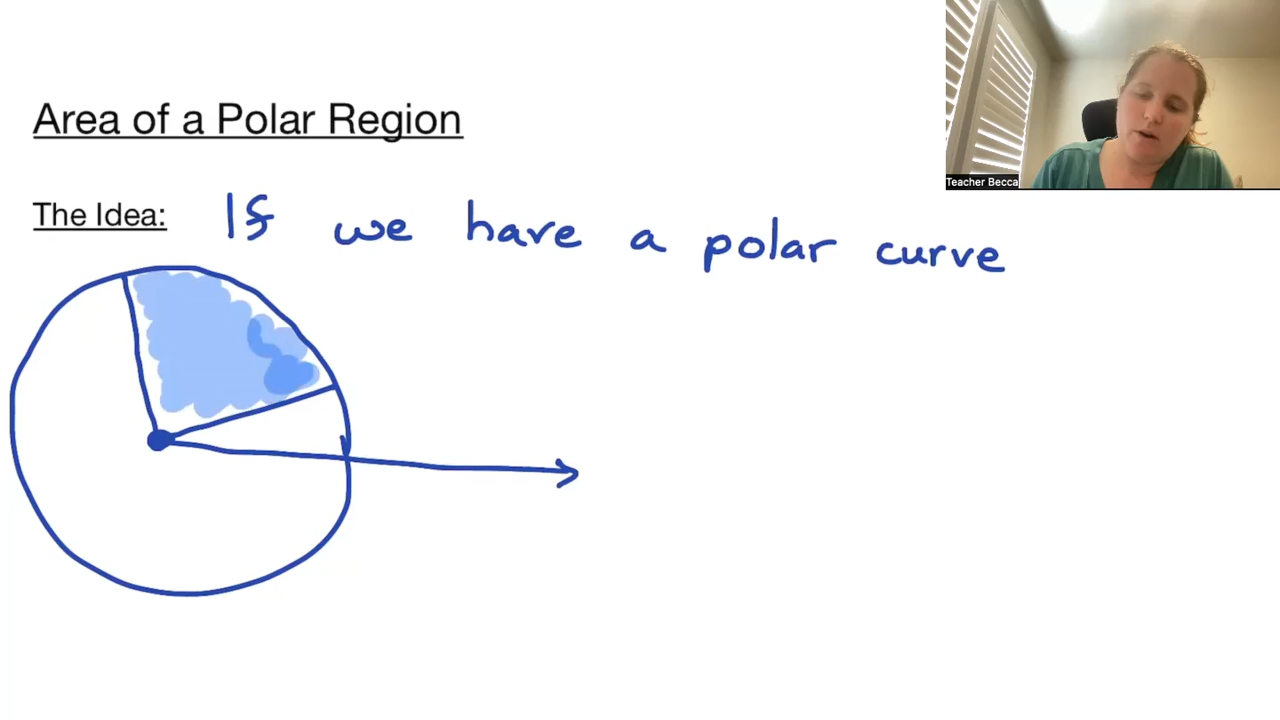 Area of a Polar Region
The Idea: If we have a polar curve
Teacher Becca